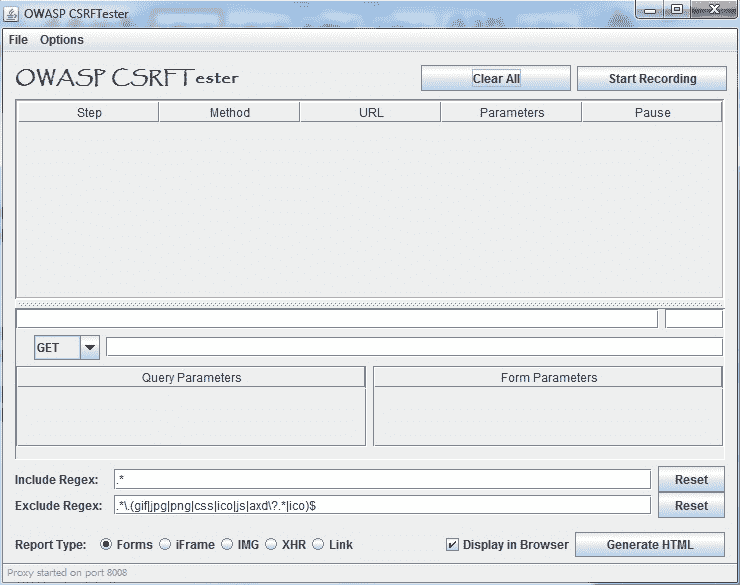 OWASP CSRFTester
File Options
OWASP CSRFTester Clear All Start Recording
Step Method URL Parameters Pause
GET
Query Parameters Form Parameters
Include Regex: .* Reset
Exclude Regex: .*\.(gif|jpg|png|css|ico|js|axd\?.*|ico)$ Reset
Report Type: Forms iFrame IMG XHR Link Display in Browser Generate HTML
Proxy started on port 8008